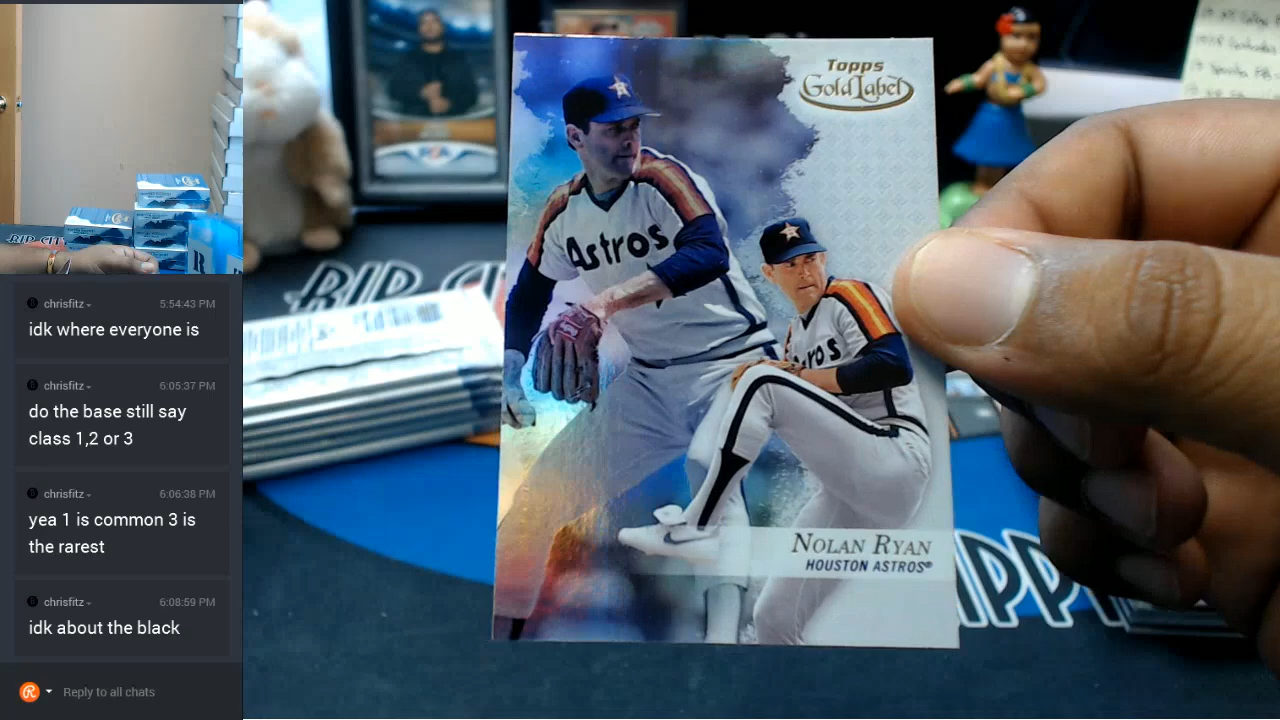 RIP CITY
chrisfitz 5:54:43 PM
idk where everyone is
chrisfitz 6:05:37 PM
do the base still say
class 1,2 or 3
chrisfitz 6:06:38 PM
yea 1 is common 3 is
the rarest
chrisfitz 6:08:59 PM
idk about the black
Reply to all chats
Topps
Gold Label
Astros
NOLAN RYAN
HOUSTON ASTROS®
RIP